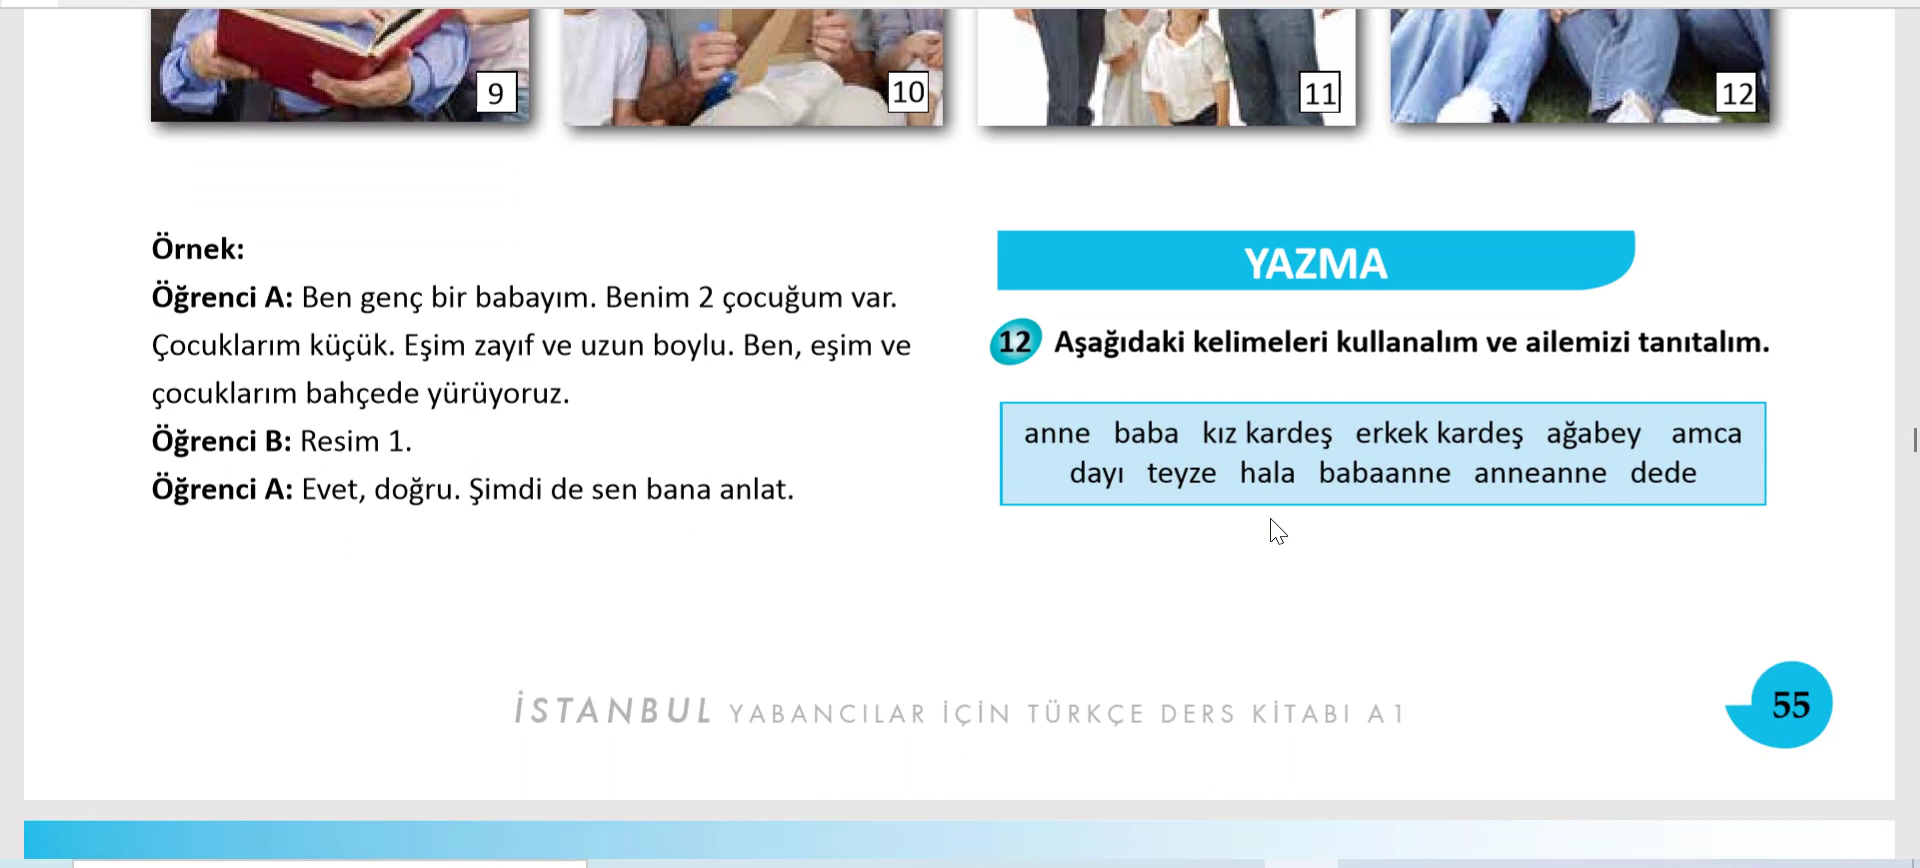 9
10
11
12
Örnek:
Öğrenci A: Ben genç bir babayım. Benim 2 çocuğum var.
Çocuklarım küçük. Eşim zayıf ve uzun boylu. Ben, eşim ve
çocuklarım bahçede yürüyoruz.
Öğrenci B: Resim 1.
Öğrenci A: Evet, doğru. Şimdi de sen bana anlat.
YAZMA
12 Aşağıdaki kelimeleri kullanalım ve ailemizi tanıtalım.
anne baba kız kardeş erkek kardeş ağabey amca
dayı teyze hala babaanne anneanne dede
İSTANBUL YABANCILAR İÇİN TÜRKÇE DERS KİTABI A1
55